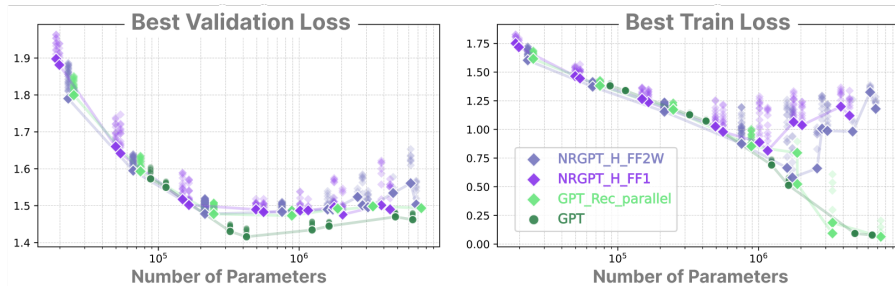 Best Validation Loss
1.9
1.8
1.7
1.6
1.5
1.4
10⁵
10⁶
Number of Parameters
Best Train Loss
1.75
1.50
1.25
1.00
0.75
0.50
0.25
0.00
NRGPT_H_FF2W
NRGPT_H_FF1
GPT_Rec_parallel
GPT
10⁵
10⁶
Number of Parameters